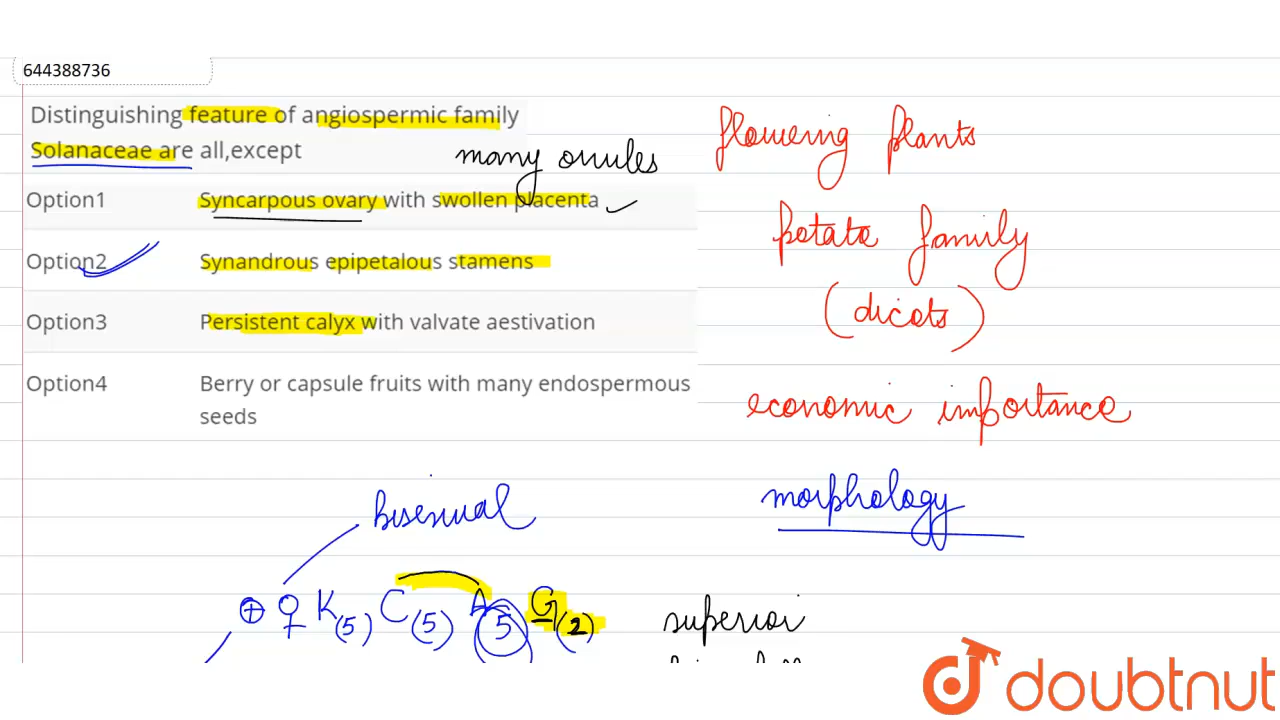 644388736
Distinguishing feature of angiospermic family
Solanaceae are all,except
many ovules
Option1 Syncarpous ovary with swollen placenta
Option2 Synandrous epipetalous stamens
Option3 Persistent calyx with valvate aestivation
Option4 Berry or capsule fruits with many endospermous
seeds
flowering plants
potato family
(dicots)
economic importance
morphology
bisexual
K(5) C(5) A5 G(2)
superior
doubtnut